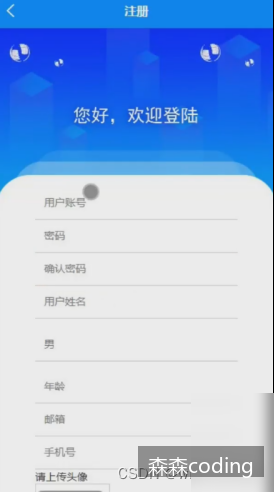 注册
您好，欢迎登陆
用户账号
密码
确认密码
用户姓名
男
年龄
邮箱
手机号
请上传头像
CSDN @
森森coding